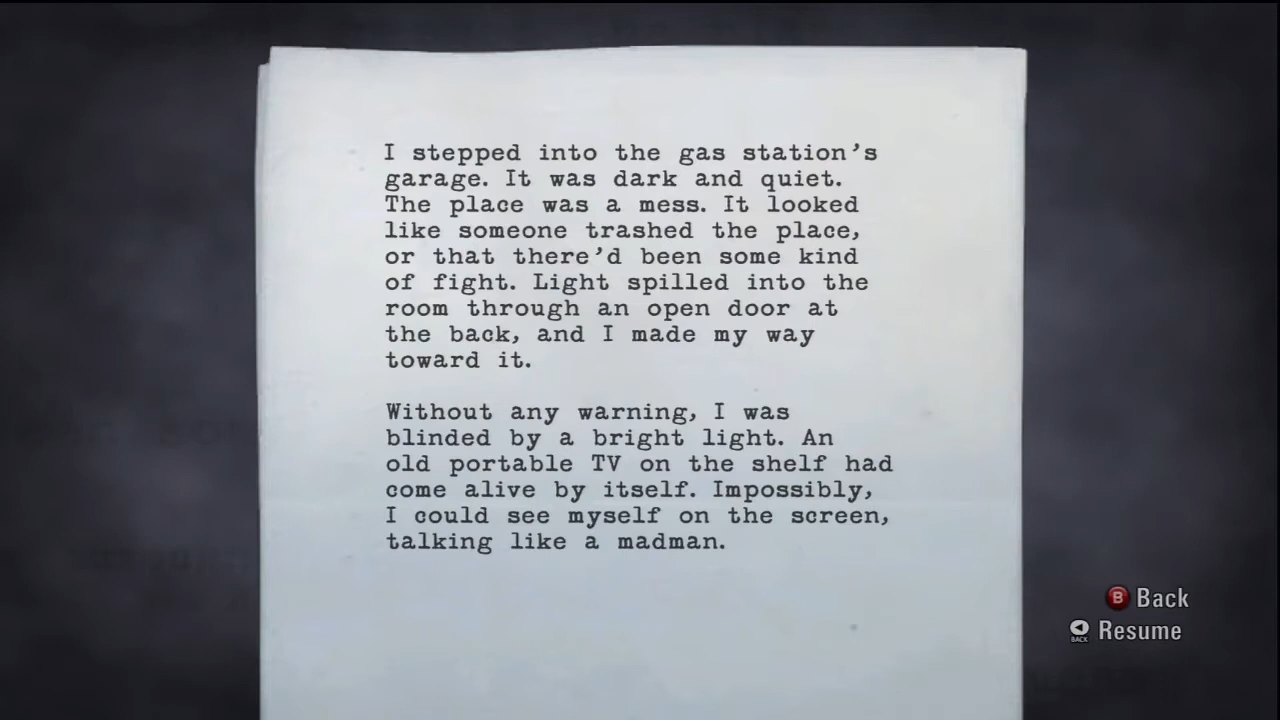 I stepped into the gas station's
garage. It was dark and quiet.
The place was a mess. It looked
like someone trashed the place,
or that there'd been some kind
of fight. Light spilled into the
room through an open door at
the back, and I made my way
toward it.
Without any warning, I was
blinded by a bright light. An
old portable TV on the shelf had
come alive by itself. Impossibly,
I could see myself on the screen,
talking like a madman.
B Back
BACK Resume